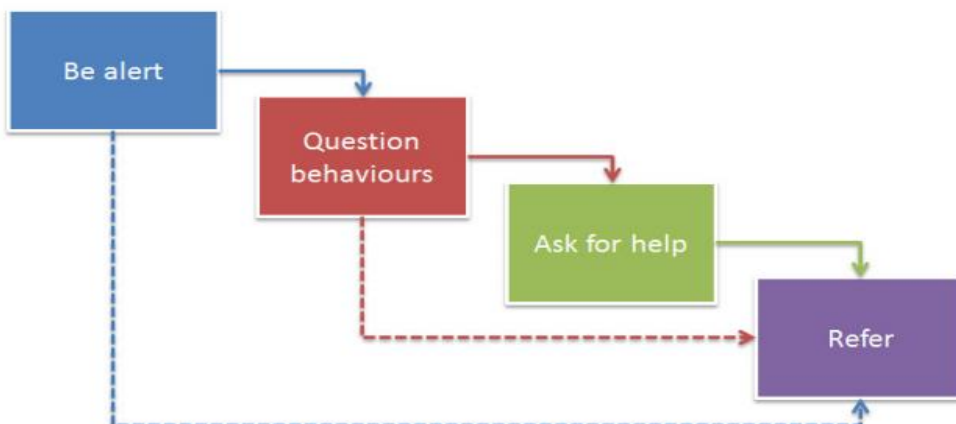 Be alert
Question
behaviours
Ask for help
Refer